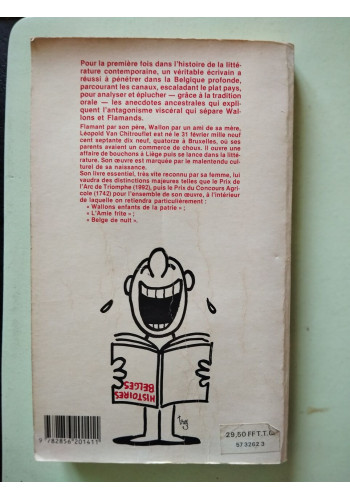 Pour la première fois dans l'histoire de la litté-
rature contemporaine, un véritable écrivain a
réussi à pénétrer dans la Belgique profonde,
parcourant les canaux, escaladant le plat pays,
pour analyser et éplucher — grâce à la tradition
orale — les anecdotes ancestrales qui expli-
quent l'antagonisme viscéral qui sépare Wal-
lons et Flamands.
Flamant par son père, Wallon par un ami de sa mère,
Léopold Van Chitrouflet est né le 31 février mil neuf
cent septante dix neuf, quatorze à Bruxelles, où ses
parents avaient un commerce de choux. Il ouvre une
affaire de bouchons à Liège puis se lance dans la litté-
rature. Son œuvre est marquée par le malentendu culturel
de sa naissance.
Son livre essentiel, très vite reconnu par sa femme, lui
vaudra des distinctions majeures telles que le Prix de
l'Arc de Triomphe (1992), puis le Prix du Concours Agri-
cole (1742) pour l'ensemble de son œuvre, à l'intérieur
de laquelle on retiendra particulièrement :
« Wallons enfants de la patrie » ;
« L'Amie frite » ;
« Belge de nuit ».
HISTOIRES
BELGES
9782856201411
29,50 FF T.T.C.
67 3262 3